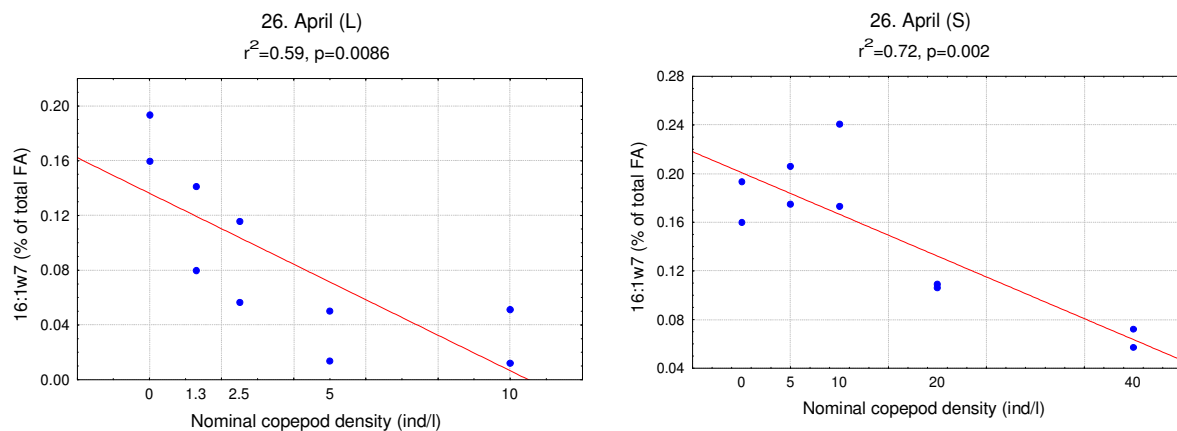 26. April (L)
r²=0.59, p=0.0086
16:1w7 (% of total FA)
0.20
0.16
0.12
0.08
0.04
0.00
0 1.3 2.5 5 10
Nominal copepod density (ind/l)
26. April (S)
r²=0.72, p=0.002
16:1w7 (% of total FA)
0.28
0.24
0.20
0.16
0.12
0.08
0.04
0 5 10 20 40
Nominal copepod density (ind/l)